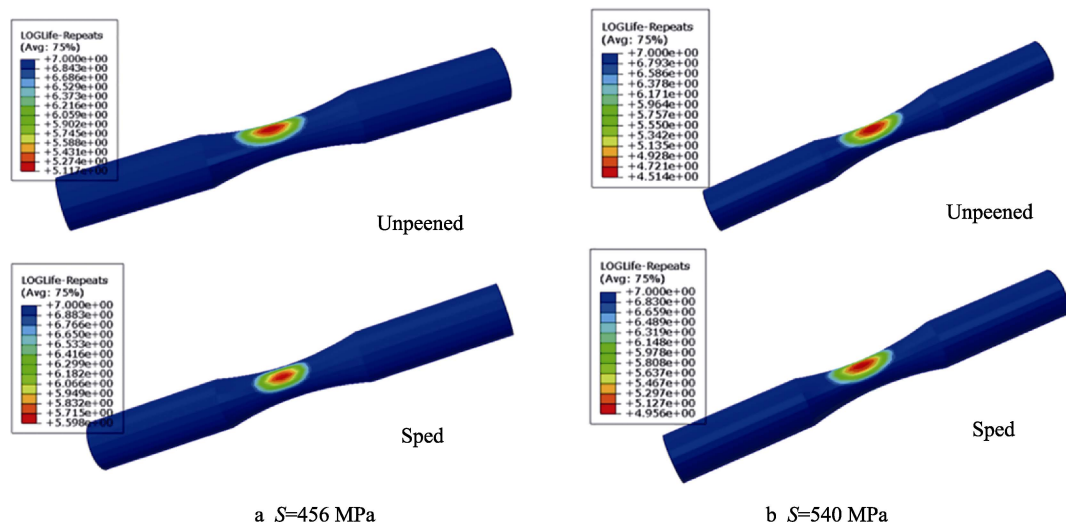 LOGLife-Repeats
(Avg: 75%)
+7.000e+00
+6.843e+00
+6.686e+00
+6.529e+00
+6.373e+00
+6.216e+00
+6.059e+00
+5.902e+00
+5.745e+00
+5.588e+00
+5.431e+00
+5.274e+00
+5.117e+00
Unpeened
LOGLife-Repeats
(Avg: 75%)
+7.000e+00
+6.793e+00
+6.586e+00
+6.378e+00
+6.171e+00
+5.964e+00
+5.757e+00
+5.550e+00
+5.342e+00
+5.135e+00
+4.928e+00
+4.721e+00
+4.514e+00
Unpeened
LOGLife-Repeats
(Avg: 75%)
+7.000e+00
+6.883e+00
+6.766e+00
+6.650e+00
+6.533e+00
+6.416e+00
+6.299e+00
+6.182e+00
+6.066e+00
+5.949e+00
+5.832e+00
+5.715e+00
+5.598e+00
Sped
LOGLife-Repeats
(Avg: 75%)
+7.000e+00
+6.830e+00
+6.659e+00
+6.489e+00
+6.319e+00
+6.148e+00
+5.978e+00
+5.808e+00
+5.637e+00
+5.467e+00
+5.297e+00
+5.127e+00
+4.956e+00
Sped
a S=456 MPa
b S=540 MPa